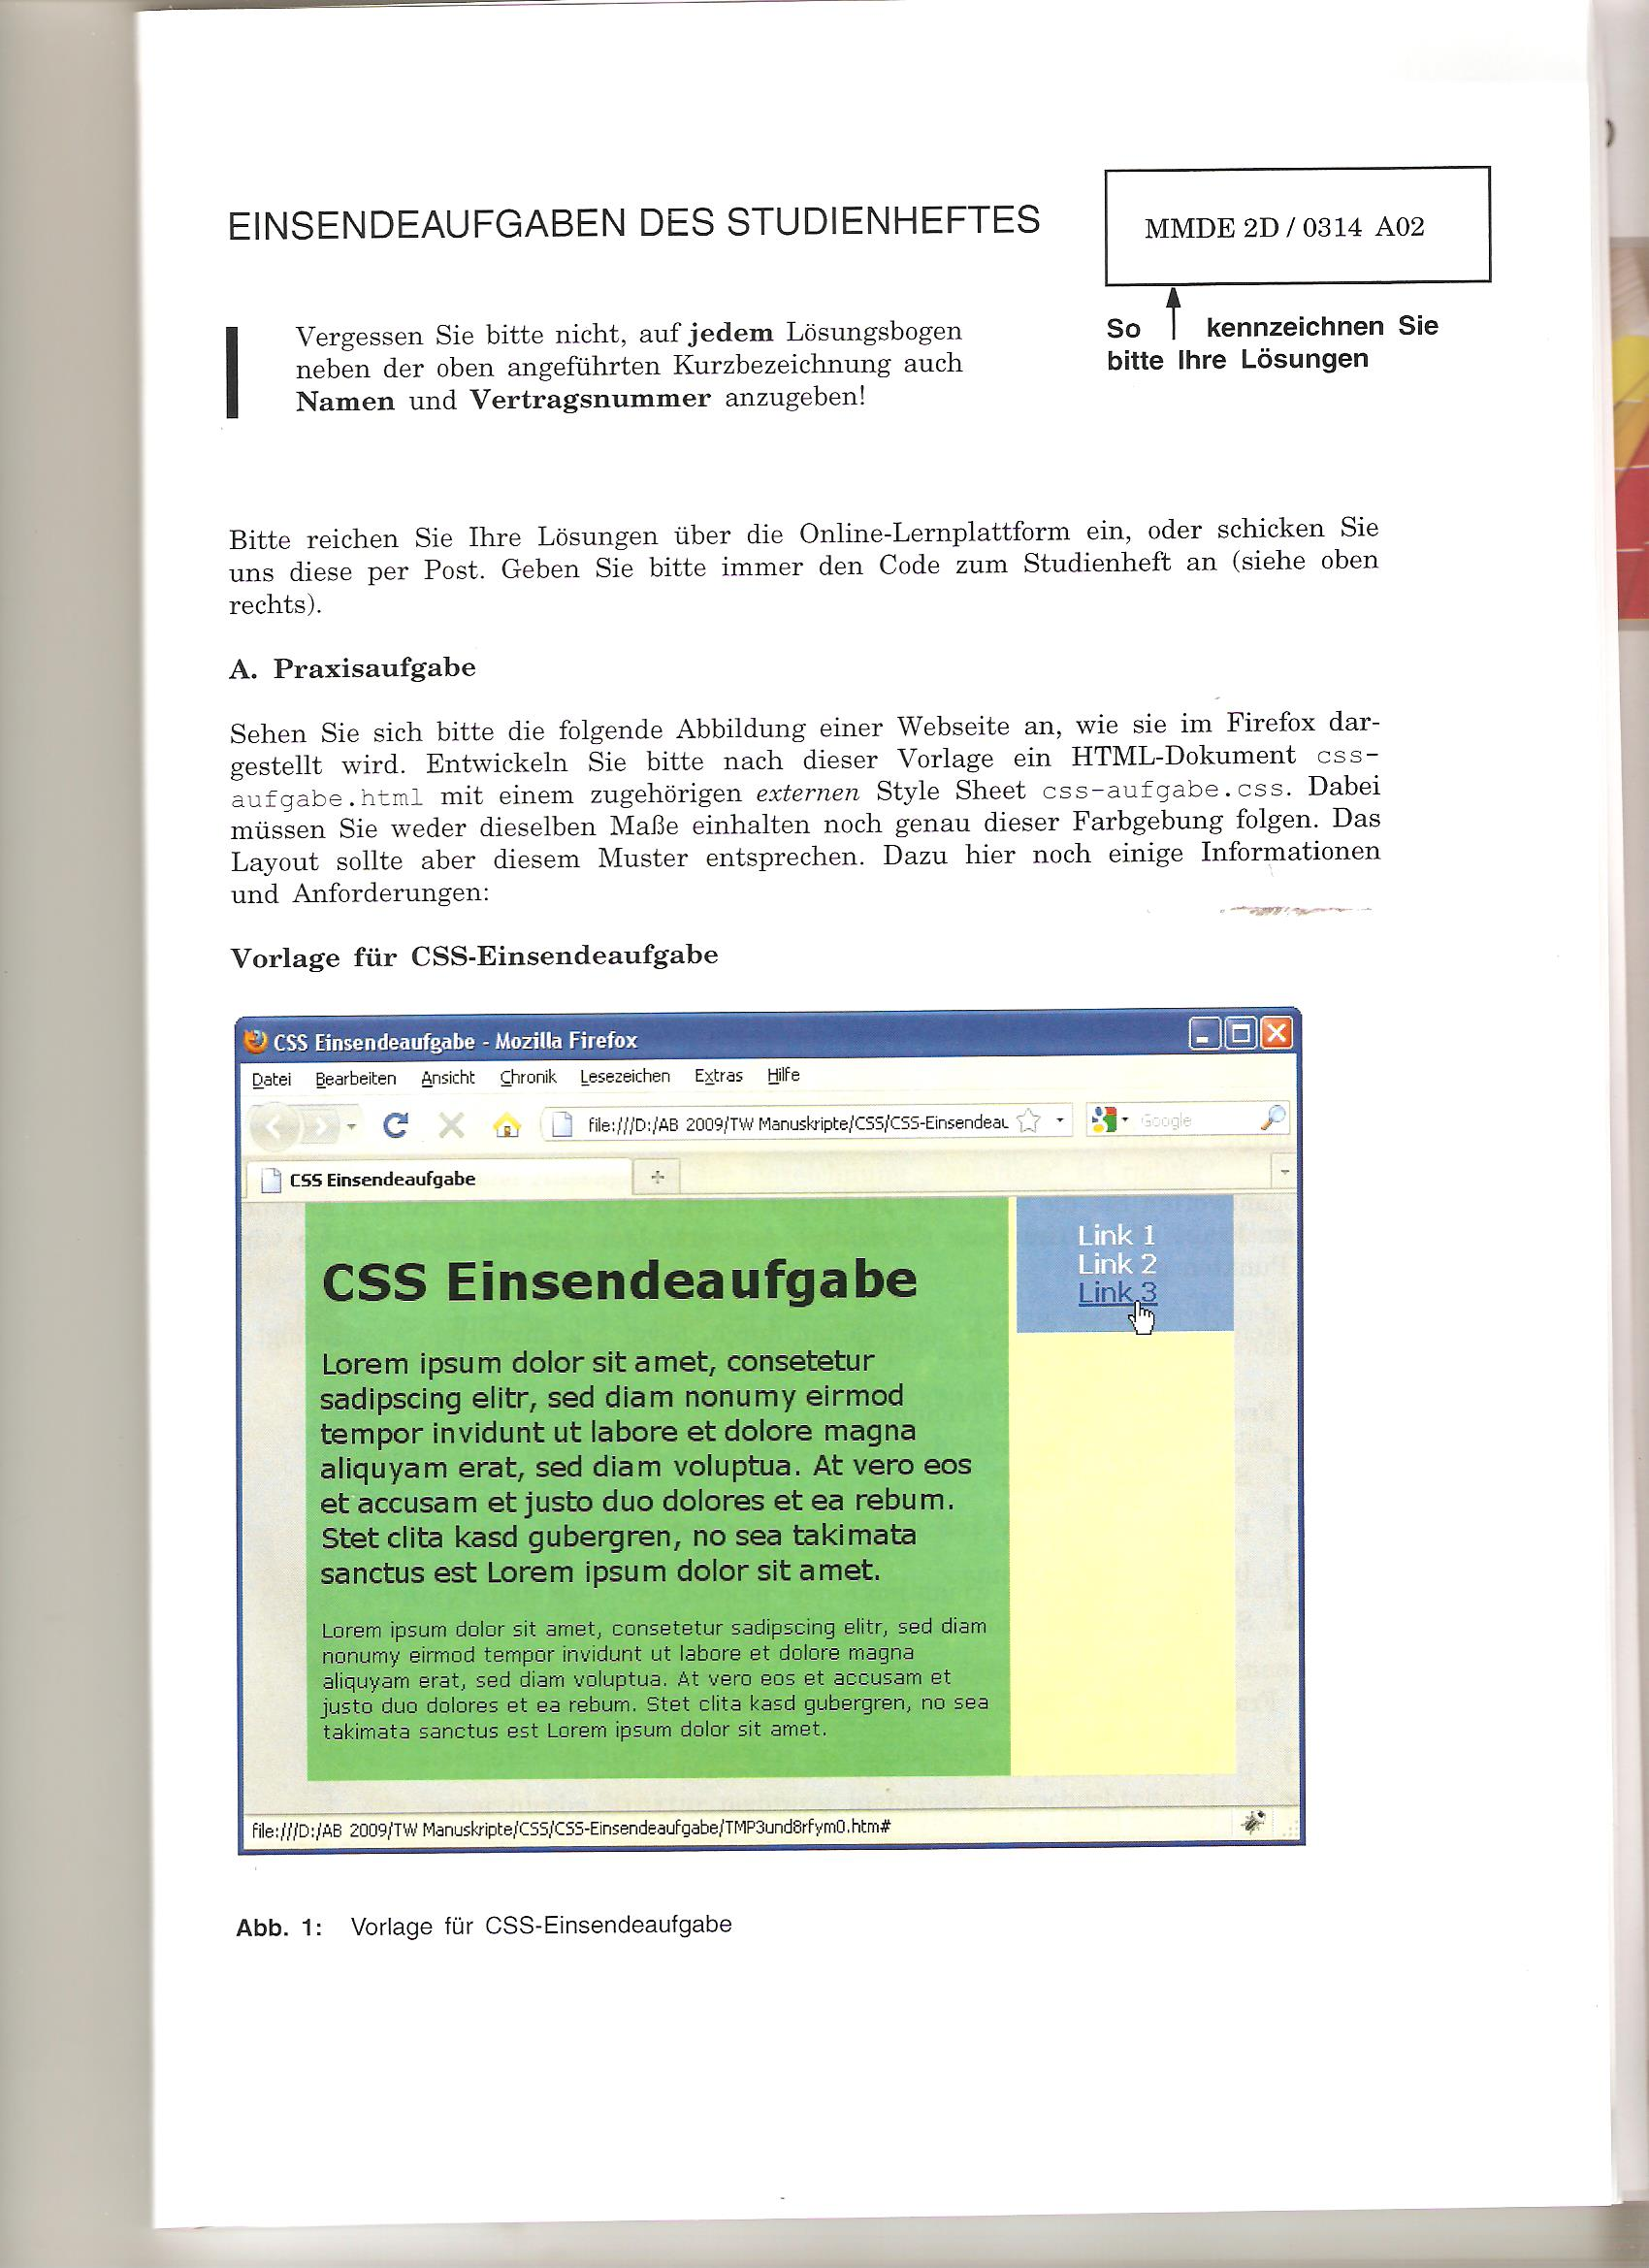 EINSENDEAUFGABEN DES STUDIENHEFTES
MMDE 2D / 0314 A02
So kennzeichnen Sie
bitte Ihre Lösungen
Vergessen Sie bitte nicht, auf jedem Lösungsbogen
neben der oben angeführten Kurzbezeichnung auch
Namen und Vertragsnummer anzugeben!
Bitte reichen Sie Ihre Lösungen über die Online-Lernplattform ein, oder schicken Sie
uns diese per Post. Geben Sie bitte immer den Code zum Studienheft an (siehe oben
rechts).
A. Praxisaufgabe
Sehen Sie sich bitte die folgende Abbildung einer Webseite an, wie sie im Firefox dar-
gestellt wird. Entwickeln Sie bitte nach dieser Vorlage ein HTML-Dokument css-
aufgabe.html mit einem zugehörigen externen Style Sheet css-aufgabe.css. Dabei
müssen Sie weder dieselben Maße einhalten noch genau dieser Farbgebung folgen. Das
Layout sollte aber diesem Muster entsprechen. Dazu hier noch einige Informationen
und Anforderungen:
Vorlage für CSS-Einsendeaufgabe
CSS Einsendeaufgabe - Mozilla Firefox
Datei Bearbeiten Ansicht Chronik Lesezeichen Extras Hilfe
file:///D:/AB 2009/TW Manuskripte/CSS/CSS-Einsendeau
Google
CSS Einsendeaufgabe
CSS Einsendeaufgabe
Lorem ipsum dolor sit amet, consetetur
sadipscing elitr, sed diam nonumy eirmod
tempor invidunt ut labore et dolore magna
aliquyam erat, sed diam voluptua. At vero eos
et accusam et justo duo dolores et ea rebum.
Stet clita kasd gubergren, no sea takimata
sanctus est Lorem ipsum dolor sit amet.
Lorem ipsum dolor sit amet, consetetur sadipscing elitr, sed diam
nonumy eirmod tempor invidunt ut labore et dolore magna
aliquyam erat, sed diam voluptua. At vero eos et accusam et
justo duo dolores et ea rebum. Stet clita kasd gubergren, no sea
takimata sanctus est Lorem ipsum dolor sit amet.
Link 1
Link 2
Link 3
file:///D:/AB 2009/TW Manuskripte/CSS/CSS-Einsendeaufgabe/TMP3und8rfym0.htm#
Abb. 1: Vorlage für CSS-Einsendeaufgabe